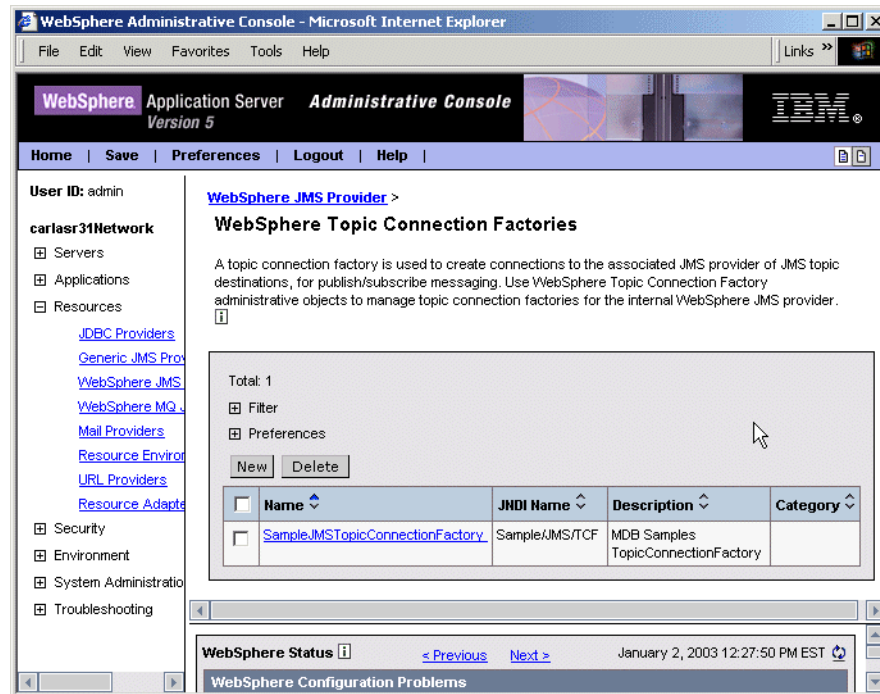 WebSphere Administrative Console - Microsoft Internet Explorer
File Edit View Favorites Tools Help
Links »
WebSphere Application Server Administrative Console
Version 5
IBM®
Home | Save | Preferences | Logout | Help |
User ID: admin
carlasr31Network
Servers
Applications
Resources
JDBC Providers
Generic JMS Prov
WebSphere JMS
WebSphere MQ J
Mail Providers
Resource Environ
URL Providers
Resource Adapte
Security
Environment
System Administratio
Troubleshooting
WebSphere JMS Provider >
WebSphere Topic Connection Factories
A topic connection factory is used to create connections to the associated JMS provider of JMS topic
destinations, for publish/subscribe messaging. Use WebSphere Topic Connection Factory
administrative objects to manage topic connection factories for the internal WebSphere JMS provider.
i
Total: 1
Filter
Preferences
New Delete
Name JNDI Name Description Category
SampleJMSTopicConnectionFactory Sample/JMS/TCF MDB Samples
TopicConnectionFactory
WebSphere Status i < Previous Next > January 2, 2003 12:27:50 PM EST
WebSphere Configuration Problems